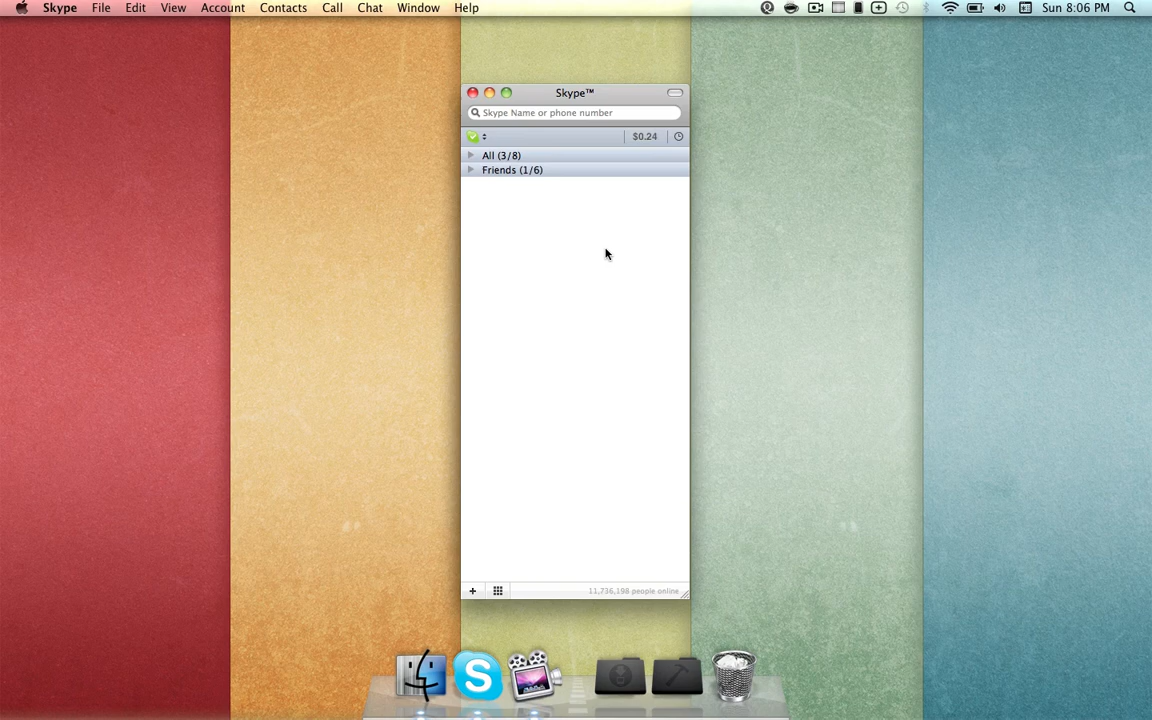 Skype File Edit View Account Contacts Call Chat Window Help Sun 8:06 PM
Skype™
Skype Name or phone number
$0.24
All (3/8)
Friends (1/6)
11,736,198 people online